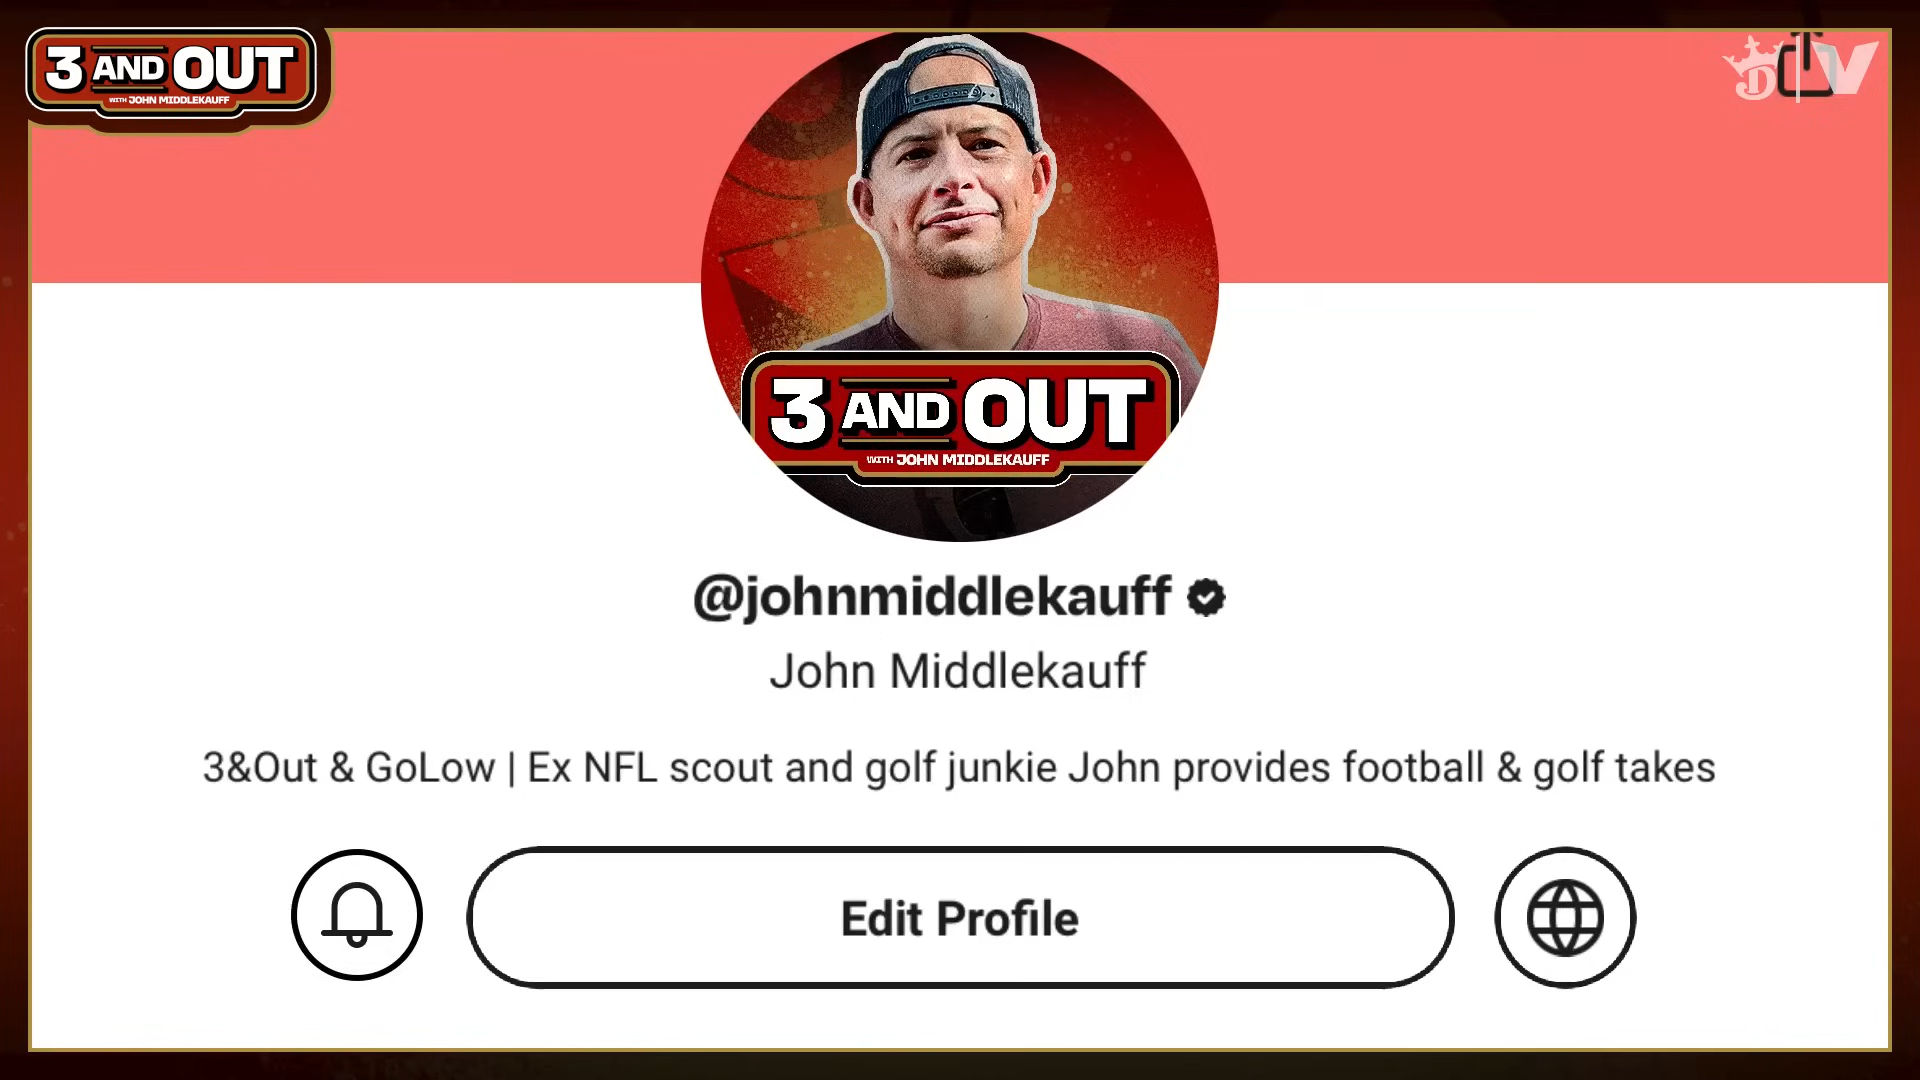 3 AND OUT
WITH JOHN MIDDLEKAUFF
D V
3 AND OUT
WITH JOHN MIDDLEKAUFF
@johnmiddlekauff
John Middlekauff
3&Out & GoLow | Ex NFL scout and golf junkie John provides football & golf takes
Edit Profile